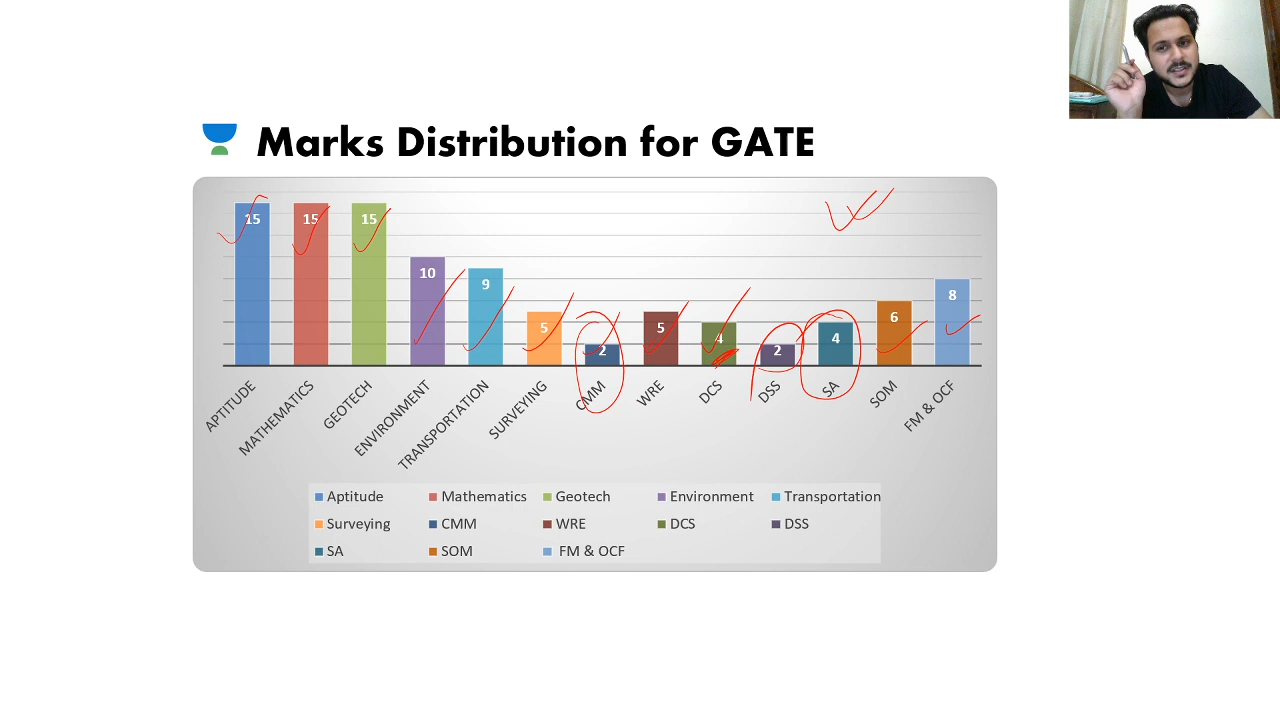 Marks Distribution for GATE
15 15 15 10 9 5 2 5 4 2 4 6 8
APTITUDE MATHEMATICS GEOTECH ENVIRONMENT TRANSPORTATION SURVEYING CMM WRE DCS DSS SA SOM FM & OCF
Aptitude Mathematics Geotech Environment Transportation
Surveying CMM WRE DCS DSS
SA SOM FM & OCF